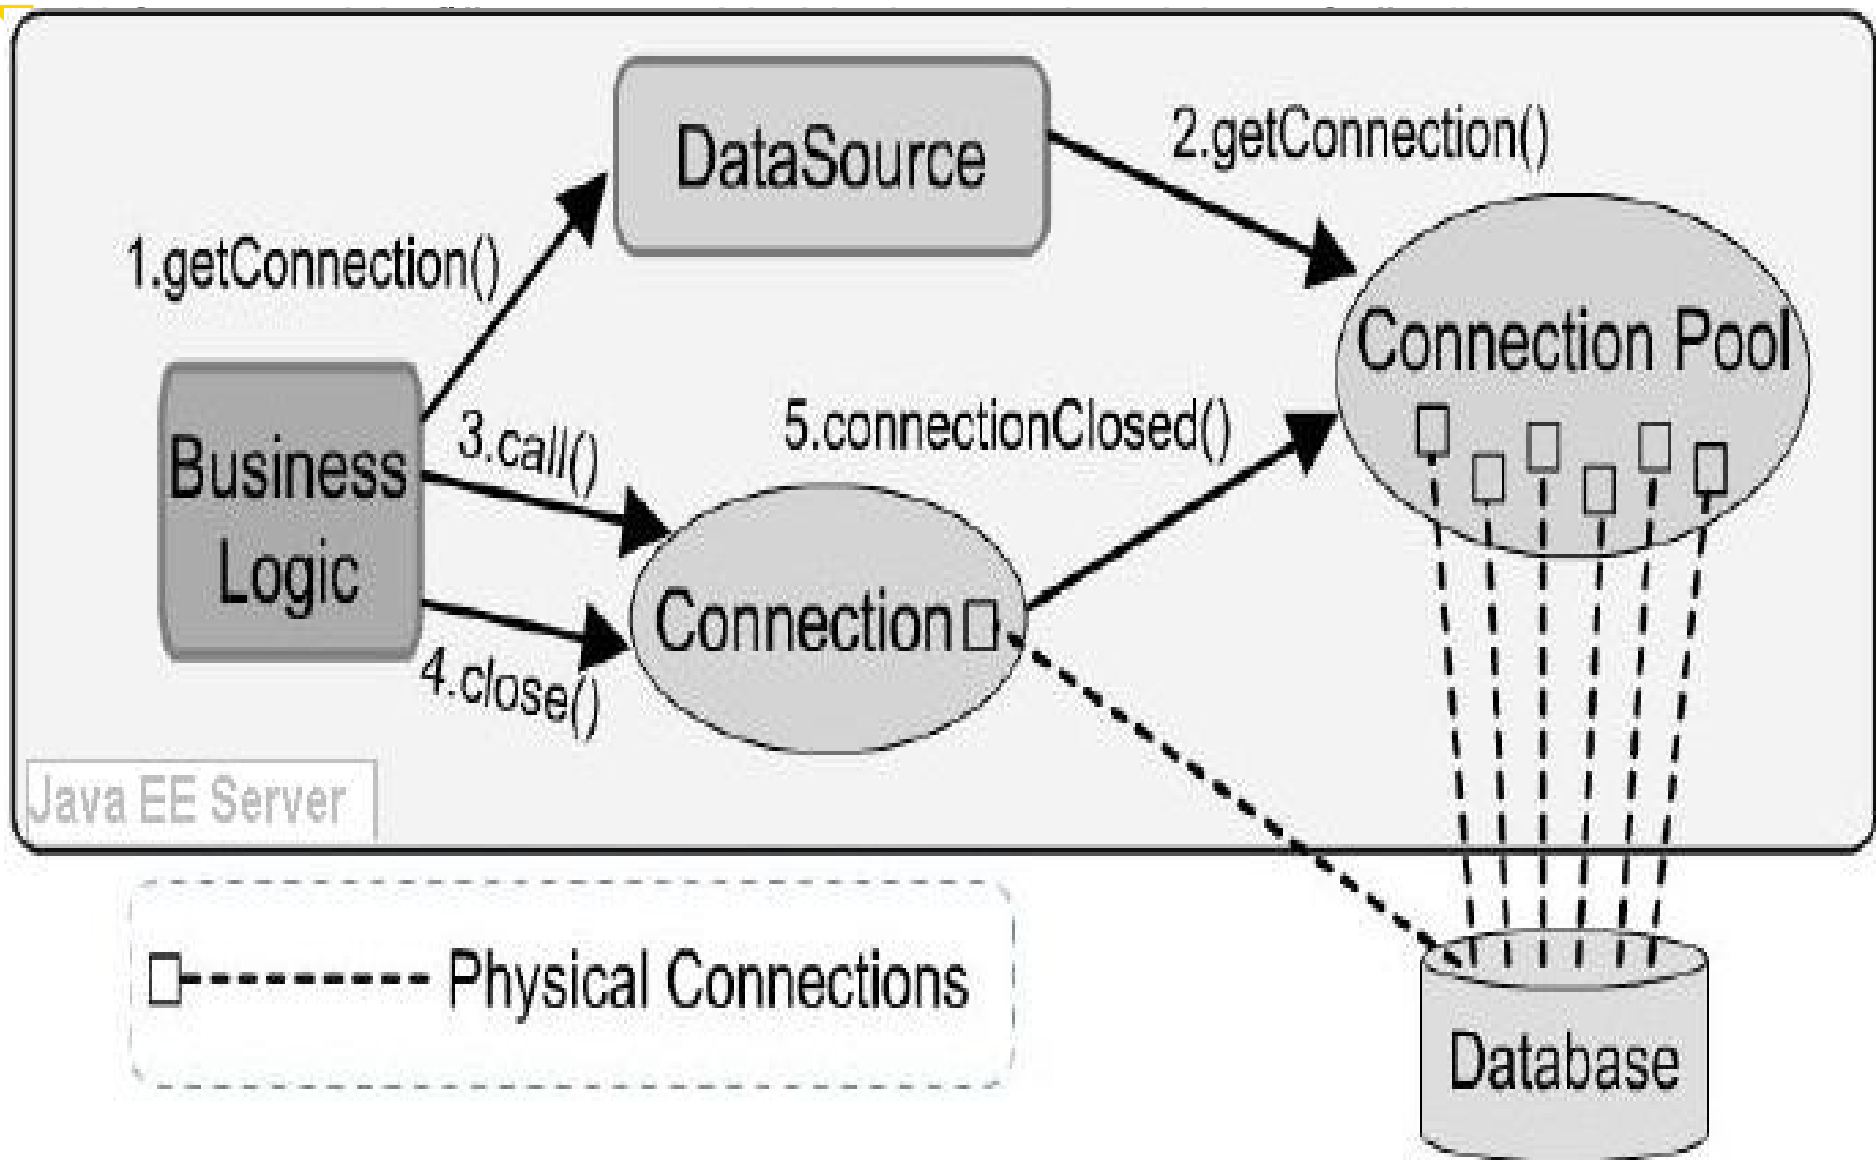 DataSource
2.getConnection()
1.getConnection()
Connection Pool
3.call()
5.connectionClosed()
Business
Logic
Connection
4.close()
Java EE Server
Physical Connections
Database